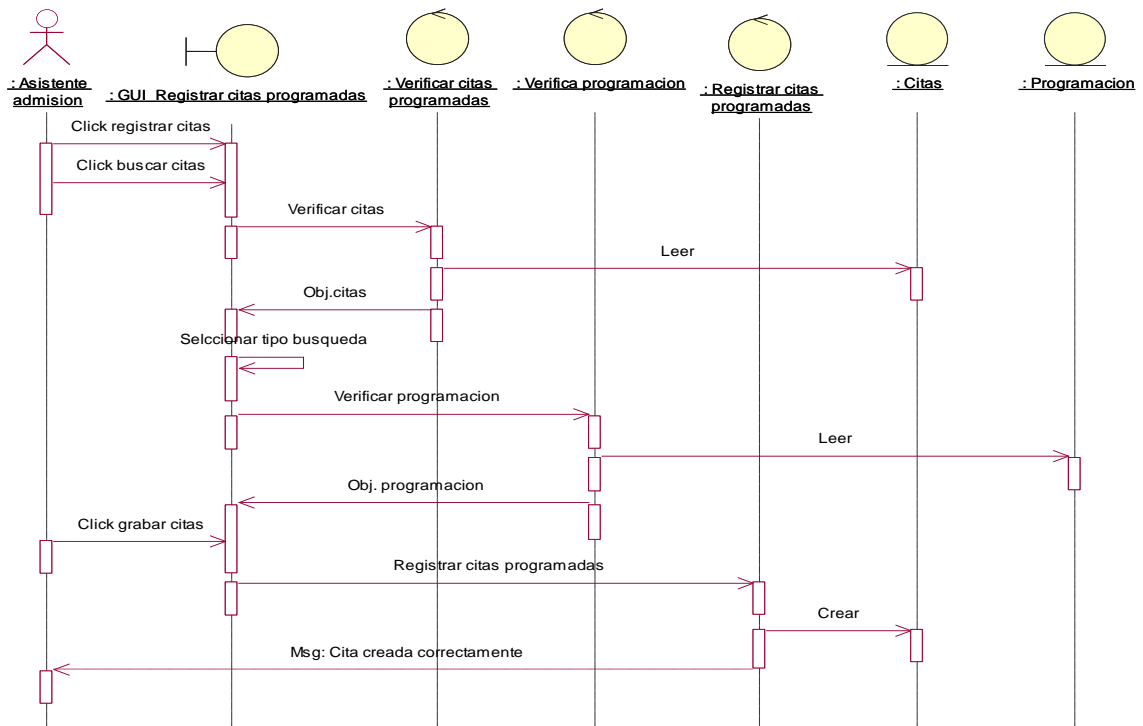 : Asistente
admision
: GUI_Registrar citas programadas
: Verificar citas
programadas
: Verifica programacion
: Registrar citas
programadas
: Citas
: Programacion
Click registrar citas
Click buscar citas
Verificar citas
Leer
Obj.citas
Selccionar tipo busqueda
Verificar programacion
Leer
Obj. programacion
Click grabar citas
Registrar citas programadas
Crear
Msg: Cita creada correctamente